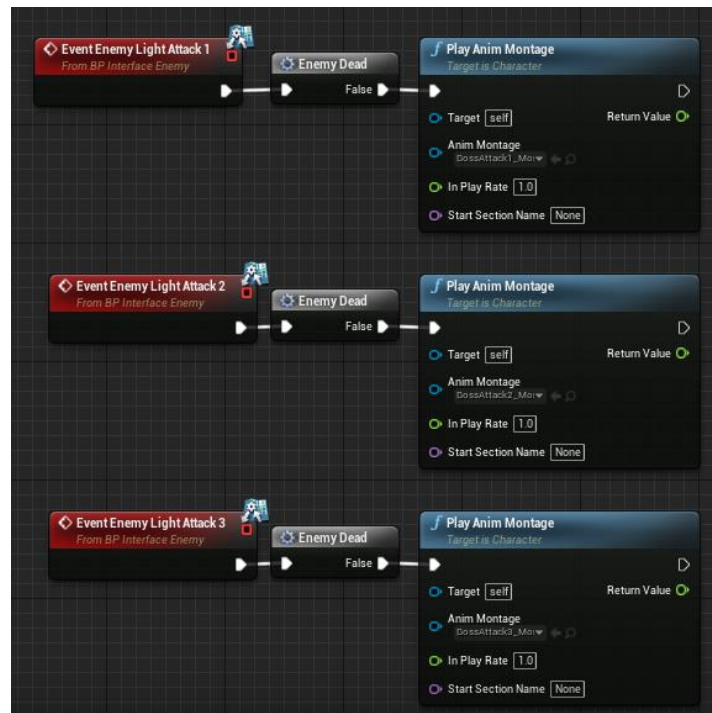 Event Enemy Light Attack 1
From BP Interface Enemy
Enemy Dead
False
Play Anim Montage
Target is Character
Target self
Return Value
Anim Montage
BossAttack1_Mon
In Play Rate 1.0
Start Section Name None
Event Enemy Light Attack 2
From BP Interface Enemy
Enemy Dead
False
Play Anim Montage
Target is Character
Target self
Return Value
Anim Montage
BossAttack2_Mon
In Play Rate 1.0
Start Section Name None
Event Enemy Light Attack 3
From BP Interface Enemy
Enemy Dead
False
Play Anim Montage
Target is Character
Target self
Return Value
Anim Montage
BossAttack3_Mon
In Play Rate 1.0
Start Section Name None